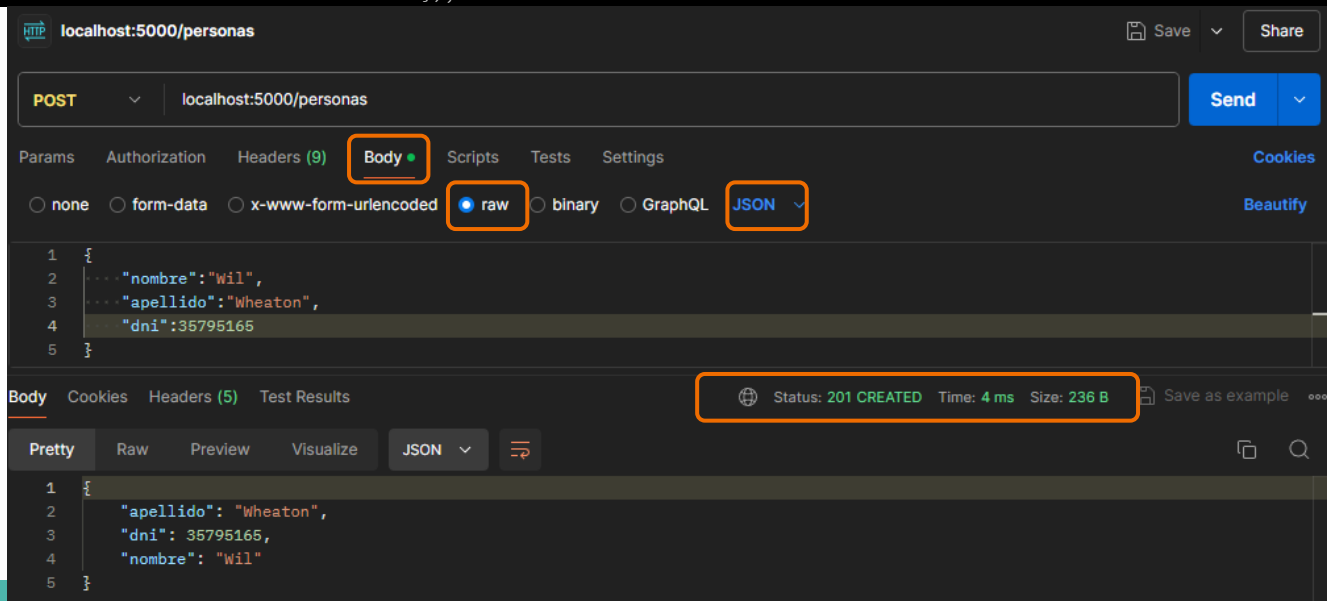 HTTP localhost:5000/personas Save Share
POST localhost:5000/personas Send
Params Authorization Headers (9) Body Scripts Tests Settings Cookies
none form-data x-www-form-urlencoded raw binary GraphQL JSON Beautify
1 {
2 "nombre":"Wil",
3 "apellido":"Wheaton",
4 "dni":35795165
5 }
Body Cookies Headers (5) Test Results Status: 201 CREATED Time: 4 ms Size: 236 B Save as example
Pretty Raw Preview Visualize JSON
1 {
2 "apellido": "Wheaton",
3 "dni": 35795165,
4 "nombre": "Wil"
5 }